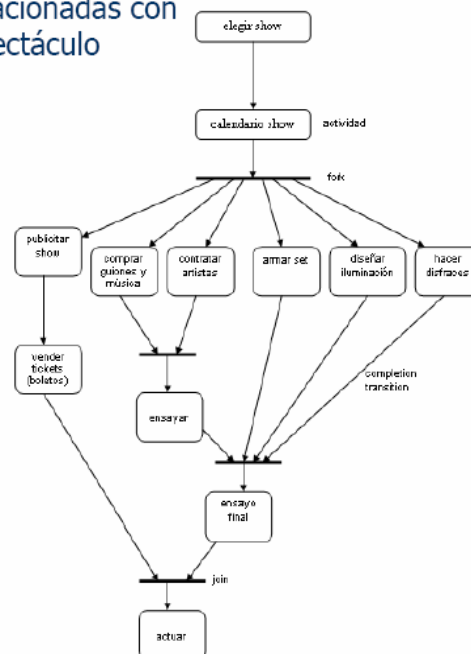 acionadas con
ectáculo
elegir show
calendario show
actividad
fork
publicitar
show
comprar
guiones y
música
contratar
artistas
armar set
diseñar
iluminación
hacer
disfraces
vender
tickets
(boletos)
completion
transition
ensayar
ensayo
final
join
actuar